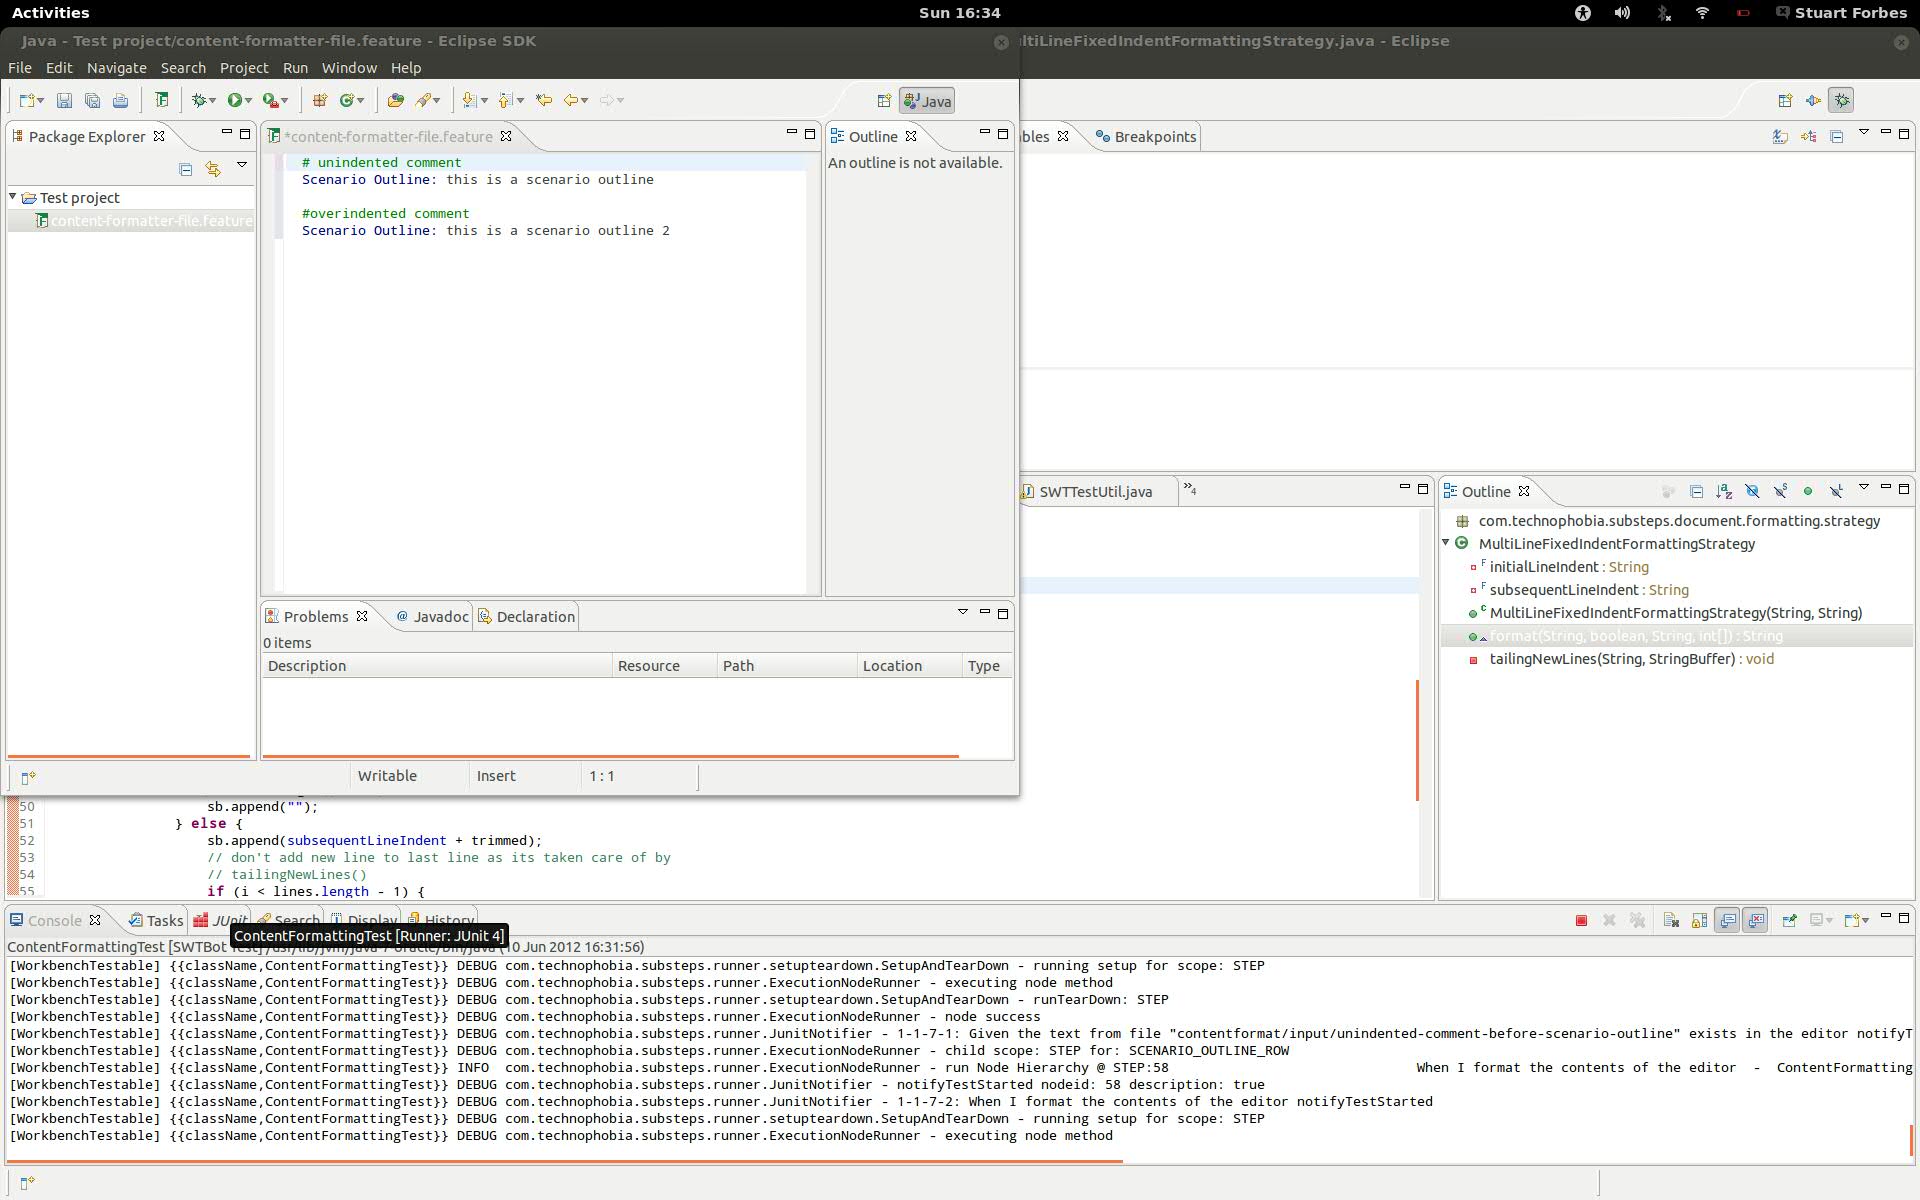 Activities
Sun 16:34
Stuart Forbes
Java - Test project/content-formatter-file.feature - Eclipse SDK
ltiLineFixedIndentFormattingStrategy.java - Eclipse
File Edit Navigate Search Project Run Window Help
Java
Package Explorer
*content-formatter-file.feature
Outline
bles
Breakpoints
# unindented comment
An outline is not available.
Scenario Outline: this is a scenario outline
Test project
content-formatter-file.feature
#overindented comment
Scenario Outline: this is a scenario outline 2
SWTTestUtil.java
»4
Outline
com.technophobia.substeps.document.formatting.strategy
MultiLineFixedIndentFormattingStrategy
initialLineIndent : String
subsequentLineIndent : String
MultiLineFixedIndentFormattingStrategy(String, String)
format(String, boolean, String, int[]) : String
tailingNewLines(String, StringBuffer) : void
Problems
@ Javadoc
Declaration
0 items
Description Resource Path Location Type
Writable Insert 1 : 1
50 sb.append("");
51 } else {
52 sb.append(subsequentLineIndent + trimmed);
53 // don't add new line to last line as its taken care of by
54 // tailingNewLines()
55 if (i < lines.length - 1) {
Console Tasks JUnit Search Display History
ContentFormattingTest [Runner: JUnit 4]
ContentFormattingTest [SWTBot Test] /usr/lib/jvm/java-7-oracle/bin/java (10 Jun 2012 16:31:56)
[WorkbenchTestable] {{className,ContentFormattingTest}} DEBUG com.technophobia.substeps.runner.setupteardown.SetupAndTearDown - running setup for scope: STEP
[WorkbenchTestable] {{className,ContentFormattingTest}} DEBUG com.technophobia.substeps.runner.ExecutionNodeRunner - executing node method
[WorkbenchTestable] {{className,ContentFormattingTest}} DEBUG com.technophobia.substeps.runner.setupteardown.SetupAndTearDown - runTearDown: STEP
[WorkbenchTestable] {{className,ContentFormattingTest}} DEBUG com.technophobia.substeps.runner.ExecutionNodeRunner - node success
[WorkbenchTestable] {{className,ContentFormattingTest}} DEBUG com.technophobia.substeps.runner.JunitNotifier - 1-1-7-1: Given the text from file "contentformat/input/unindented-comment-before-scenario-outline" exists in the editor notifyT
[WorkbenchTestable] {{className,ContentFormattingTest}} DEBUG com.technophobia.substeps.runner.ExecutionNodeRunner - child scope: STEP for: SCENARIO_OUTLINE_ROW
[WorkbenchTestable] {{className,ContentFormattingTest}} INFO com.technophobia.substeps.runner.ExecutionNodeRunner - run Node Hierarchy @ STEP:58 When I format the contents of the editor - ContentFormatting
[WorkbenchTestable] {{className,ContentFormattingTest}} DEBUG com.technophobia.substeps.runner.JunitNotifier - notifyTestStarted nodeid: 58 description: true
[WorkbenchTestable] {{className,ContentFormattingTest}} DEBUG com.technophobia.substeps.runner.JunitNotifier - 1-1-7-2: When I format the contents of the editor notifyTestStarted
[WorkbenchTestable] {{className,ContentFormattingTest}} DEBUG com.technophobia.substeps.runner.setupteardown.SetupAndTearDown - running setup for scope: STEP
[WorkbenchTestable] {{className,ContentFormattingTest}} DEBUG com.technophobia.substeps.runner.ExecutionNodeRunner - executing node method